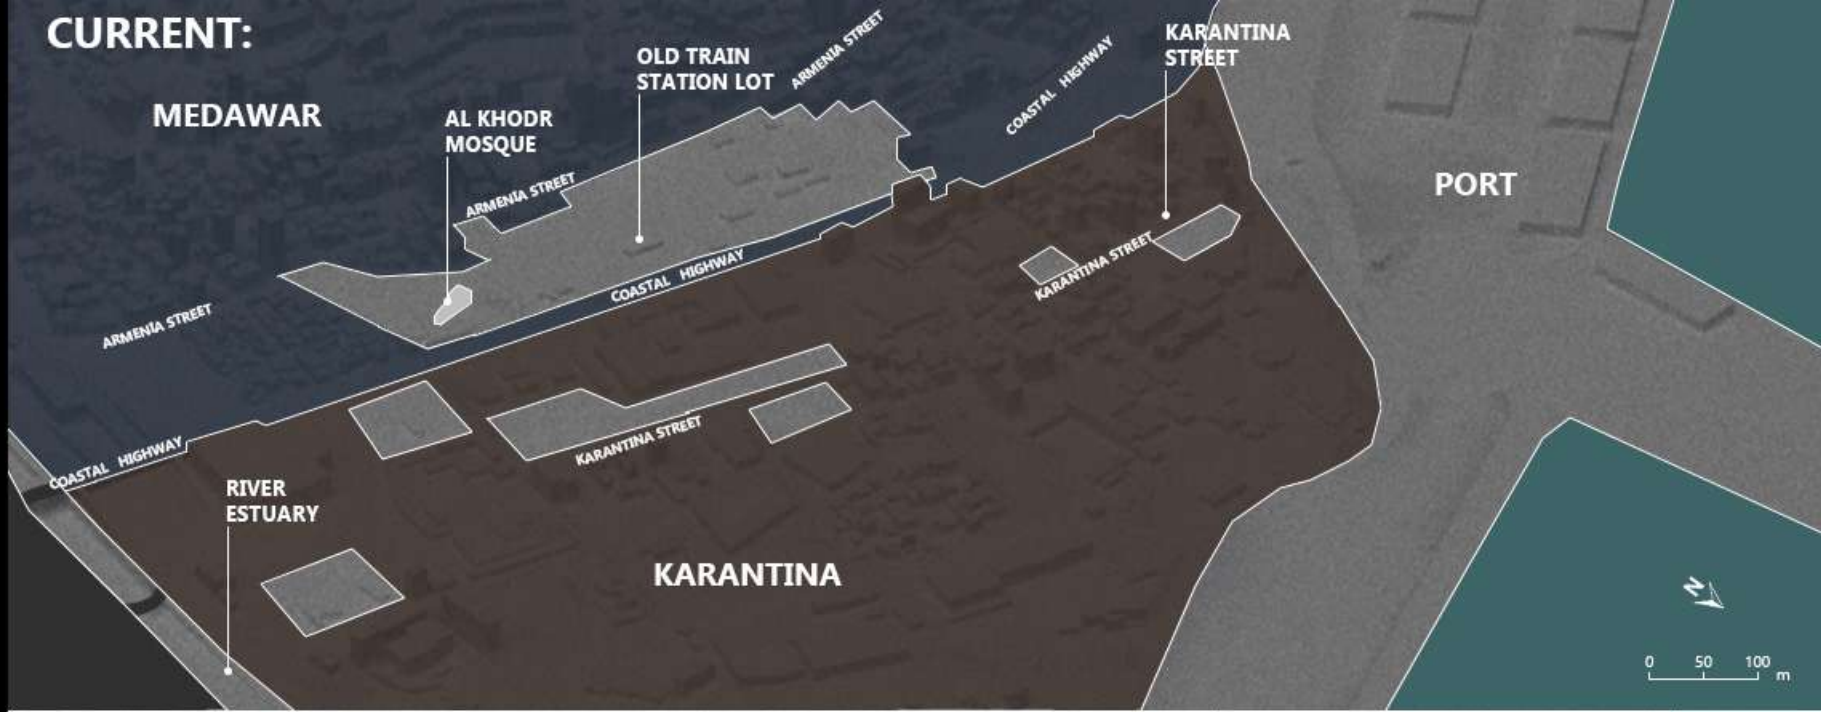 CURRENT:
MEDAWAR
AL KHODR
MOSQUE
OLD TRAIN
STATION LOT
ARMENIA STREET
COASTAL HIGHWAY
KARANTINA
STREET
PORT
ARMENIA STREET
ARMENIA STREET
COASTAL HIGHWAY
KARANTINA STREET
COASTAL HIGHWAY
KARANTINA STREET
RIVER
ESTUARY
KARANTINA
N
0 50 100
m